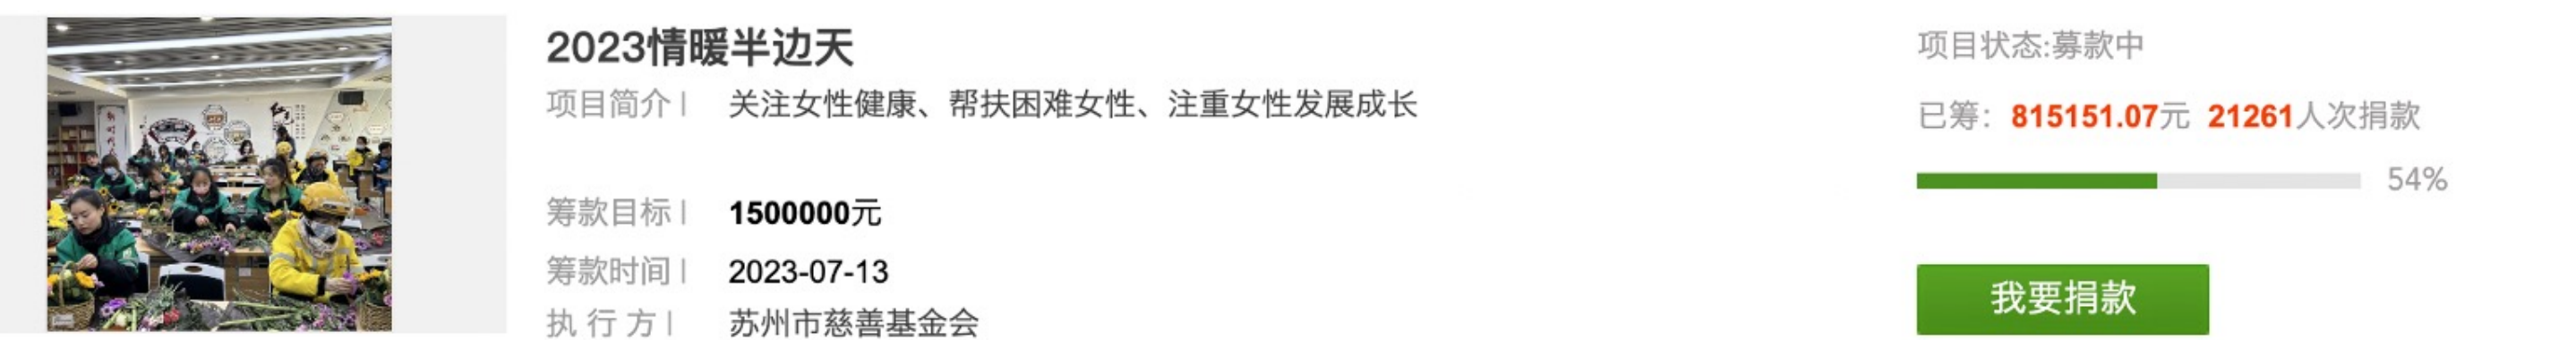 2023情暖半边天
项目简介 | 关注女性健康、帮扶困难女性、注重女性发展成长
筹款目标 | 1500000元
筹款时间 | 2023-07-13
执 行 方 | 苏州市慈善基金会
项目状态:募款中
已筹：815151.07元 21261人次捐款
54%
我要捐款